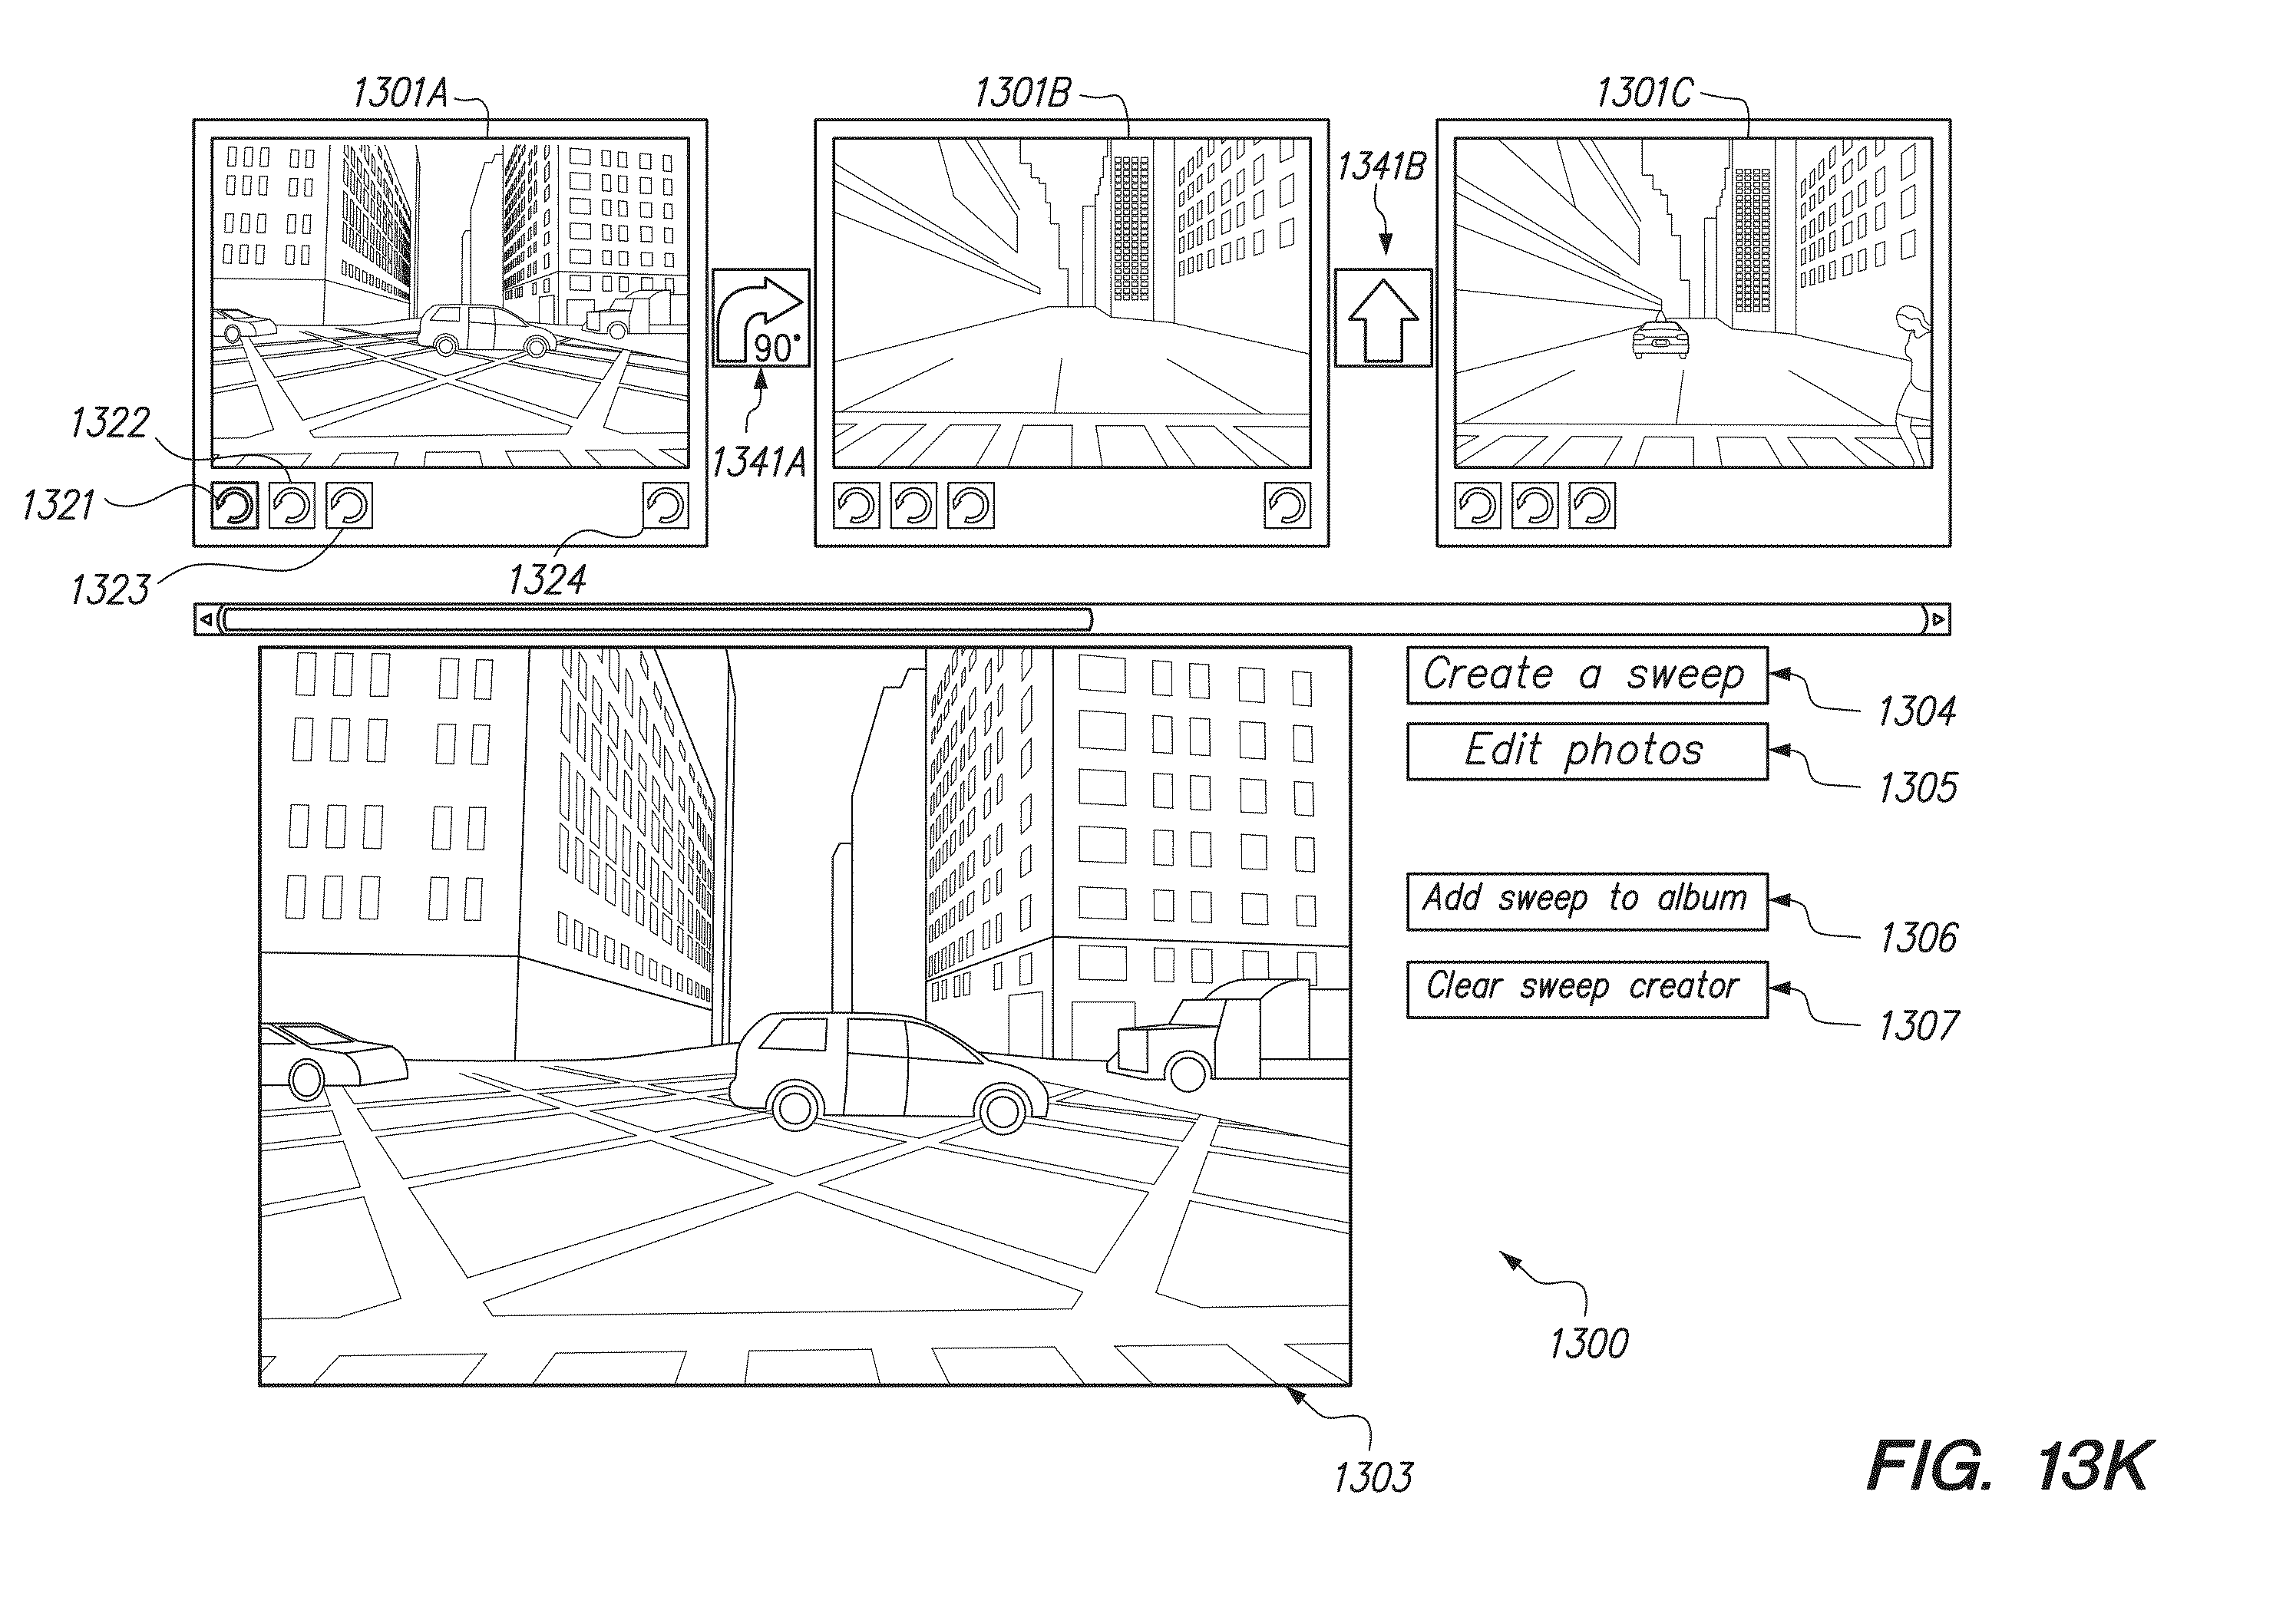 1301A
1301B
1301C
1341B
90°
1322
1341A
1321
1323
1324
Create a sweep
1304
Edit photos
1305
Add sweep to album
1306
Clear sweep creator
1307
1300
1303
FIG. 13K